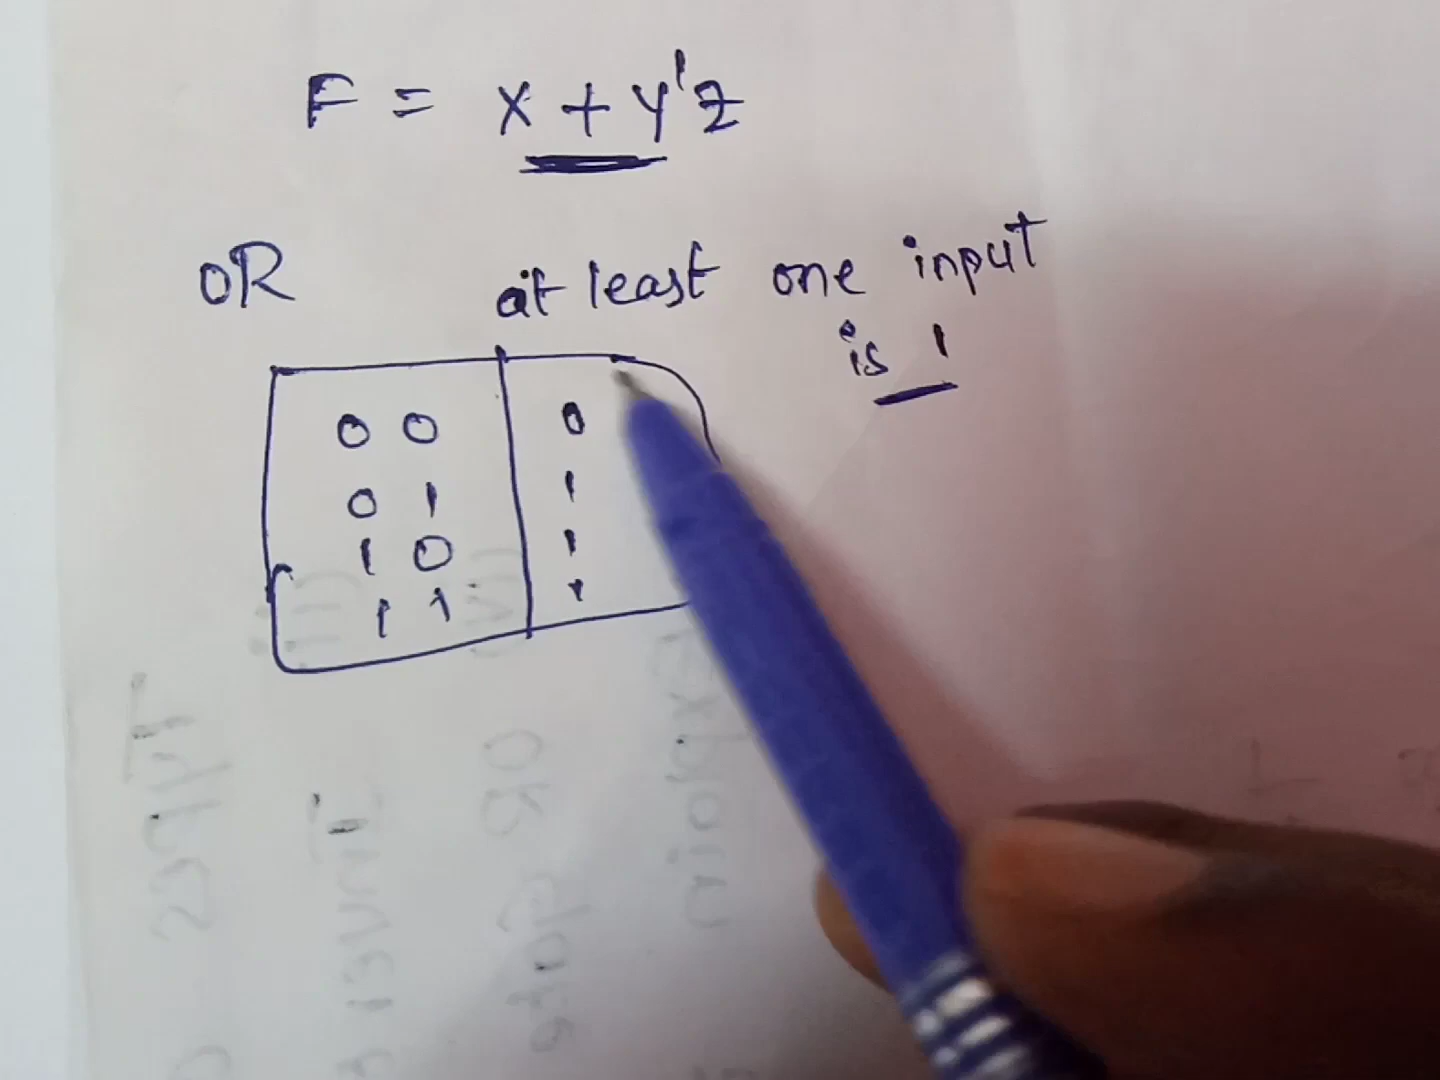 F = x + y'z
OR at least one input
is 1
0 0 0
0 1 1
1 0 1
1 1 1